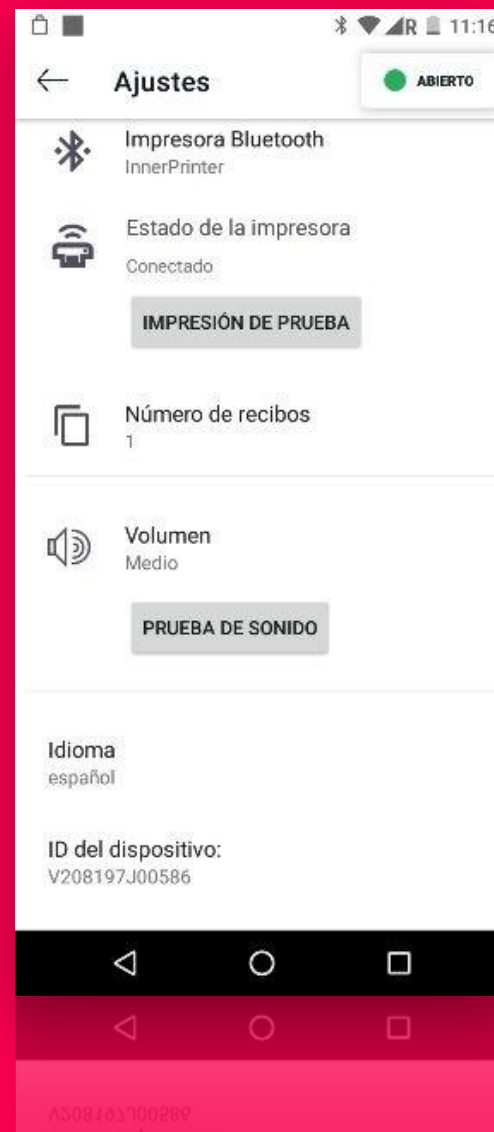 R 11:16
Ajustes
ABIERTO
Impresora Bluetooth
InnerPrinter
Estado de la impresora
Conectado
IMPRESIÓN DE PRUEBA
Número de recibos
1
Volumen
Medio
PRUEBA DE SONIDO
Idioma
español
ID del dispositivo:
V208197J00586
V208197J00586